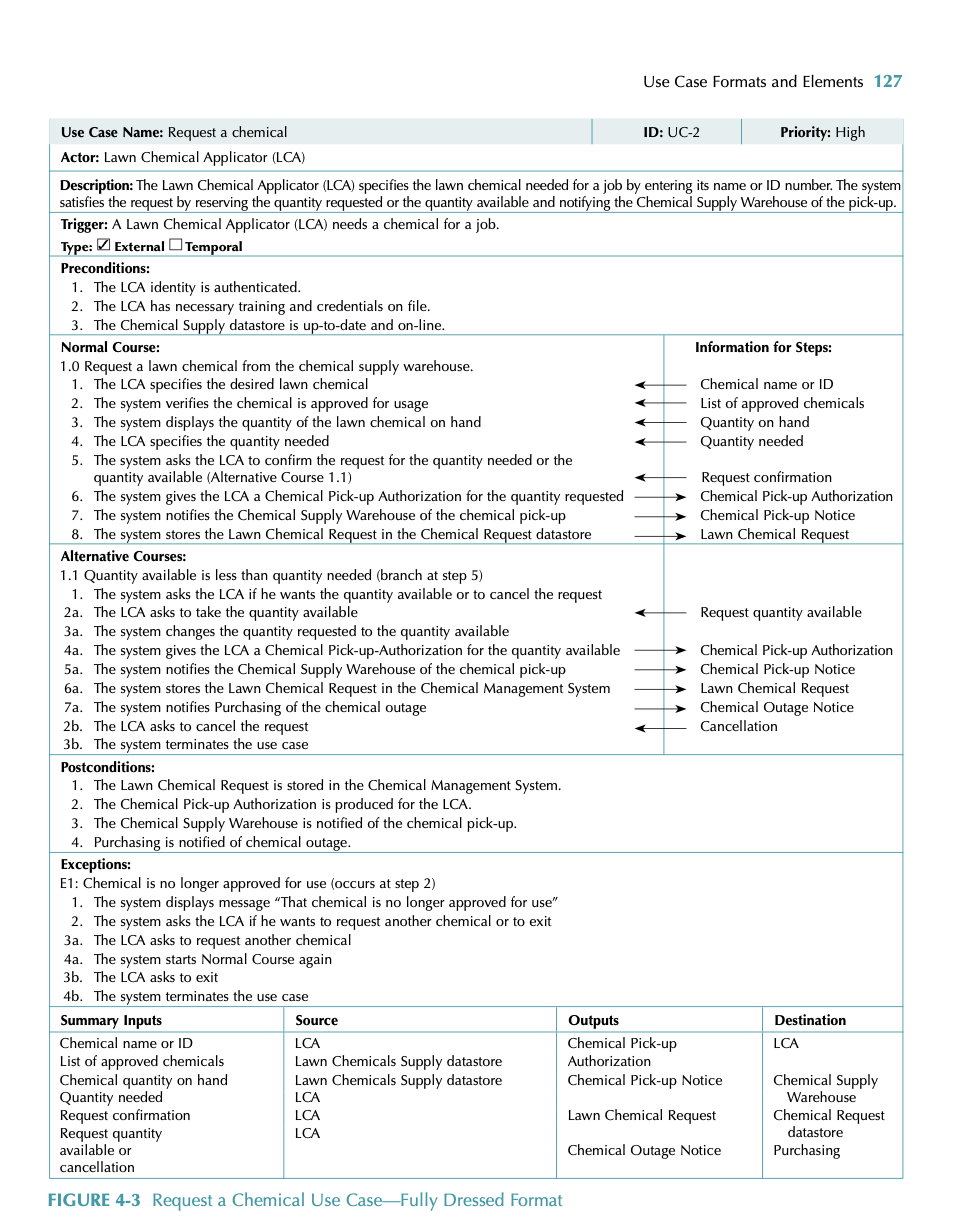 Use Case Formats and Elements 127
Use Case Name: Request a chemical ID: UC-2 Priority: High
Actor: Lawn Chemical Applicator (LCA)
Description: The Lawn Chemical Applicator (LCA) specifies the lawn chemical needed for a job by entering its name or ID number. The system
satisfies the request by reserving the quantity requested or the quantity available and notifying the Chemical Supply Warehouse of the pick-up.
Trigger: A Lawn Chemical Applicator (LCA) needs a chemical for a job.
Type: ☑ External ☐ Temporal
Preconditions:
1. The LCA identity is authenticated.
2. The LCA has necessary training and credentials on file.
3. The Chemical Supply datastore is up-to-date and on-line.
Normal Course: Information for Steps:
1.0 Request a lawn chemical from the chemical supply warehouse.
1. The LCA specifies the desired lawn chemical Chemical name or ID
2. The system verifies the chemical is approved for usage List of approved chemicals
3. The system displays the quantity of the lawn chemical on hand Quantity on hand
4. The LCA specifies the quantity needed Quantity needed
5. The system asks the LCA to confirm the request for the quantity needed or the
quantity available (Alternative Course 1.1) Request confirmation
6. The system gives the LCA a Chemical Pick-up Authorization for the quantity requested Chemical Pick-up Authorization
7. The system notifies the Chemical Supply Warehouse of the chemical pick-up Chemical Pick-up Notice
8. The system stores the Lawn Chemical Request in the Chemical Request datastore Lawn Chemical Request
Alternative Courses:
1.1 Quantity available is less than quantity needed (branch at step 5)
1. The system asks the LCA if he wants the quantity available or to cancel the request
2a. The LCA asks to take the quantity available Request quantity available
3a. The system changes the quantity requested to the quantity available
4a. The system gives the LCA a Chemical Pick-up-Authorization for the quantity available Chemical Pick-up Authorization
5a. The system notifies the Chemical Supply Warehouse of the chemical pick-up Chemical Pick-up Notice
6a. The system stores the Lawn Chemical Request in the Chemical Management System Lawn Chemical Request
7a. The system notifies Purchasing of the chemical outage Chemical Outage Notice
2b. The LCA asks to cancel the request Cancellation
3b. The system terminates the use case
Postconditions:
1. The Lawn Chemical Request is stored in the Chemical Management System.
2. The Chemical Pick-up Authorization is produced for the LCA.
3. The Chemical Supply Warehouse is notified of the chemical pick-up.
4. Purchasing is notified of chemical outage.
Exceptions:
E1: Chemical is no longer approved for use (occurs at step 2)
1. The system displays message “That chemical is no longer approved for use”
2. The system asks the LCA if he wants to request another chemical or to exit
3a. The LCA asks to request another chemical
4a. The system starts Normal Course again
3b. The LCA asks to exit
4b. The system terminates the use case
Summary Inputs Source Outputs Destination
Chemical name or ID LCA Chemical Pick-up LCA
List of approved chemicals Lawn Chemicals Supply datastore Authorization
Chemical quantity on hand Lawn Chemicals Supply datastore Chemical Pick-up Notice Chemical Supply
Quantity needed LCA Warehouse
Request confirmation LCA Lawn Chemical Request Chemical Request
Request quantity LCA datastore
available or Chemical Outage Notice Purchasing
cancellation
FIGURE 4-3 Request a Chemical Use Case—Fully Dressed Format